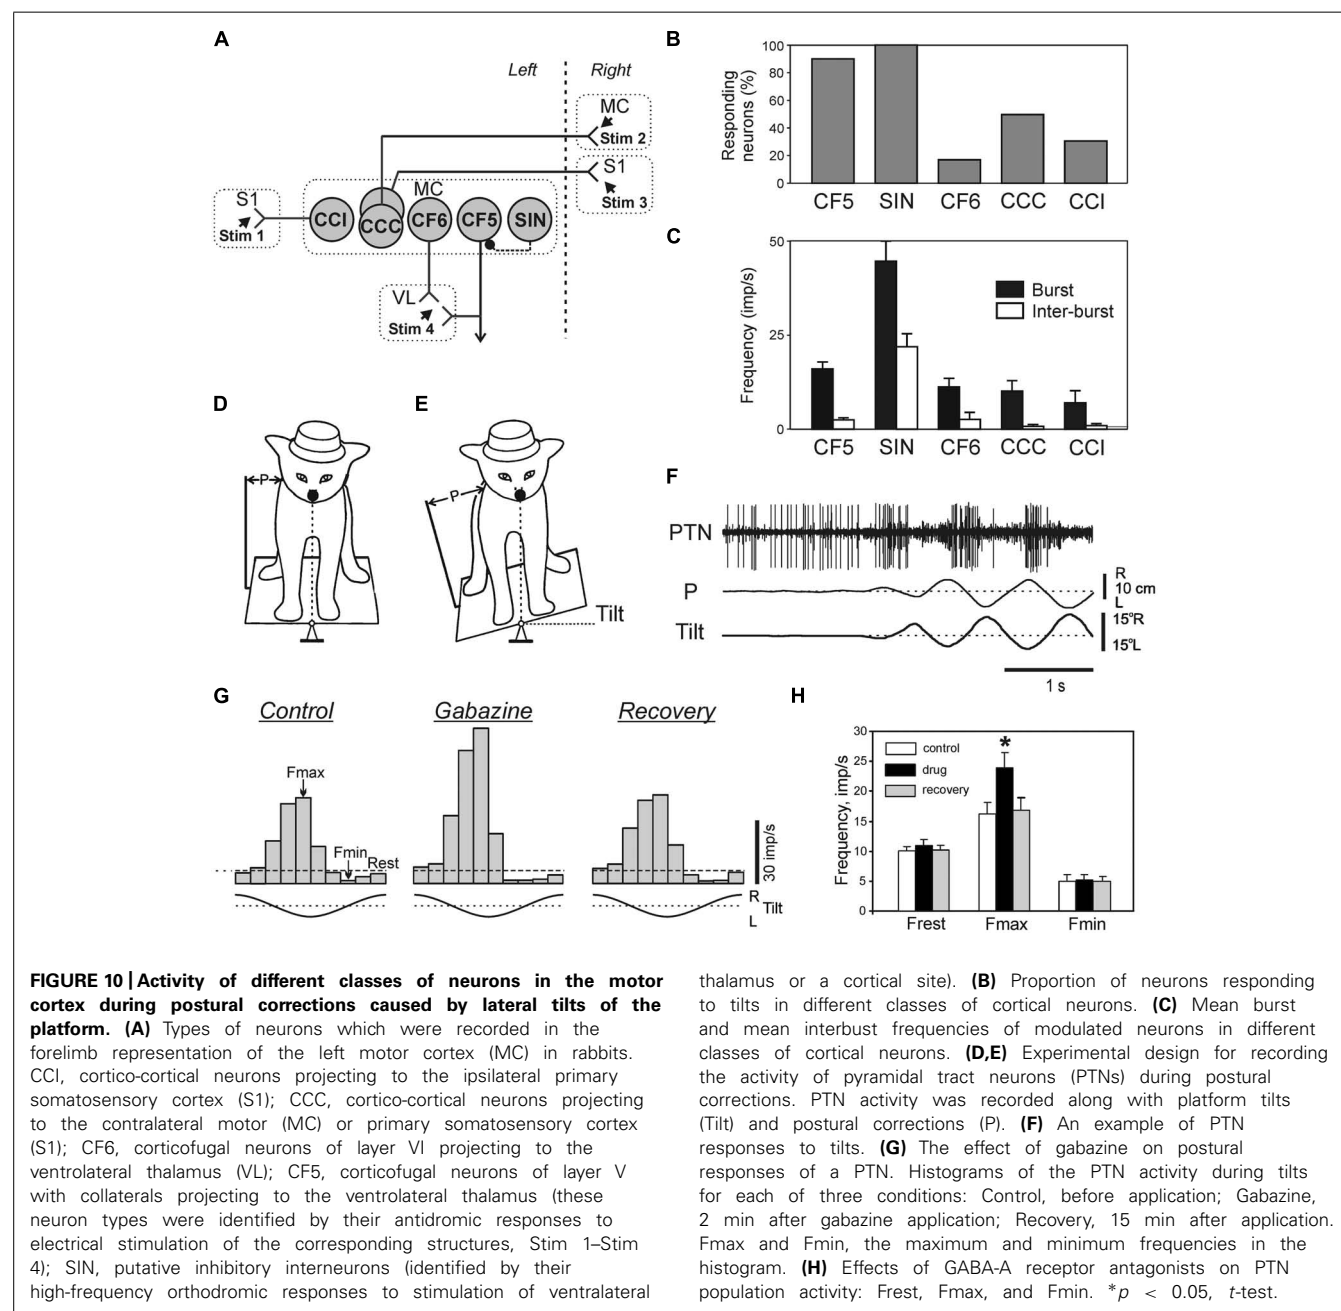 A
Left
Right
MC
Stim 2
S1
Stim 3
S1
Stim 1
MC
CCI
CCC
CF6
CF5
SIN
VL
Stim 4
B
Responding
neurons (%)
100
80
60
40
20
0
CF5 SIN CF6 CCC CCI
C
Frequency (imp/s)
50
25
0
Burst
Inter-burst
CF5 SIN CF6 CCC CCI
D
P
E
P
Tilt
F
PTN
P
R
10 cm
L
Tilt
15°R
15°L
1 s
G
Control
Gabazine
Recovery
Fmax
Fmin
Rest
30 imp/s
R
Tilt
L
H
Frequency, imp/s
30
25
20
15
10
5
0
control
drug
recovery
*
Frest Fmax Fmin
FIGURE 10 | Activity of different classes of neurons in the motor
cortex during postural corrections caused by lateral tilts of the
platform. (A) Types of neurons which were recorded in the
forelimb representation of the left motor cortex (MC) in rabbits.
CCI, cortico-cortical neurons projecting to the ipsilateral primary
somatosensory cortex (S1); CCC, cortico-cortical neurons projecting
to the contralateral motor (MC) or primary somatosensory cortex
(S1); CF6, corticofugal neurons of layer VI projecting to the
ventrolateral thalamus (VL); CF5, corticofugal neurons of layer V
with collaterals projecting to the ventrolateral thalamus (these
neuron types were identified by their antidromic responses to
electrical stimulation of the corresponding structures, Stim 1–Stim
4); SIN, putative inhibitory interneurons (identified by their
high-frequency orthodromic responses to stimulation of ventralateral
thalamus or a cortical site). (B) Proportion of neurons responding
to tilts in different classes of cortical neurons. (C) Mean burst
and mean interbust frequencies of modulated neurons in different
classes of cortical neurons. (D,E) Experimental design for recording
the activity of pyramidal tract neurons (PTNs) during postural
corrections. PTN activity was recorded along with platform tilts
(Tilt) and postural corrections (P). (F) An example of PTN
responses to tilts. (G) The effect of gabazine on postural
responses of a PTN. Histograms of the PTN activity during tilts
for each of three conditions: Control, before application; Gabazine,
2 min after gabazine application; Recovery, 15 min after application.
Fmax and Fmin, the maximum and minimum frequencies in the
histogram. (H) Effects of GABA-A receptor antagonists on PTN
population activity: Frest, Fmax, and Fmin. *p < 0.05, t-test.